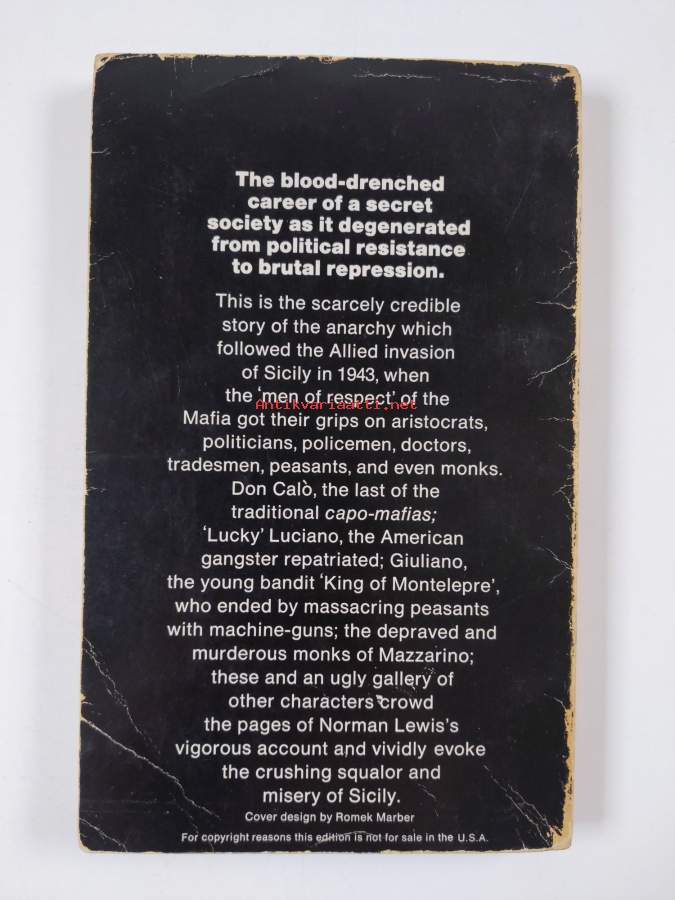 The blood-drenched
career of a secret
society as it degenerated
from political resistance
to brutal repression.
This is the scarcely credible
story of the anarchy which
followed the Allied invasion
of Sicily in 1943, when
the ‘men of respect’ of the
Antikvariaatti.net
Mafia got their grips on aristocrats,
politicians, policemen, doctors,
tradesmen, peasants, and even monks.
Don Calò, the last of the
traditional capo-mafias;
‘Lucky’ Luciano, the American
gangster repatriated; Giuliano,
the young bandit ‘King of Montelepre’,
who ended by massacring peasants
with machine-guns; the depraved and
murderous monks of Mazzarino;
these and an ugly gallery of
other characters crowd
the pages of Norman Lewis’s
vigorous account and vividly evoke
the crushing squalor and
misery of Sicily.
Cover design by Romek Marber
For copyright reasons this edition is not for sale in the U.S.A.